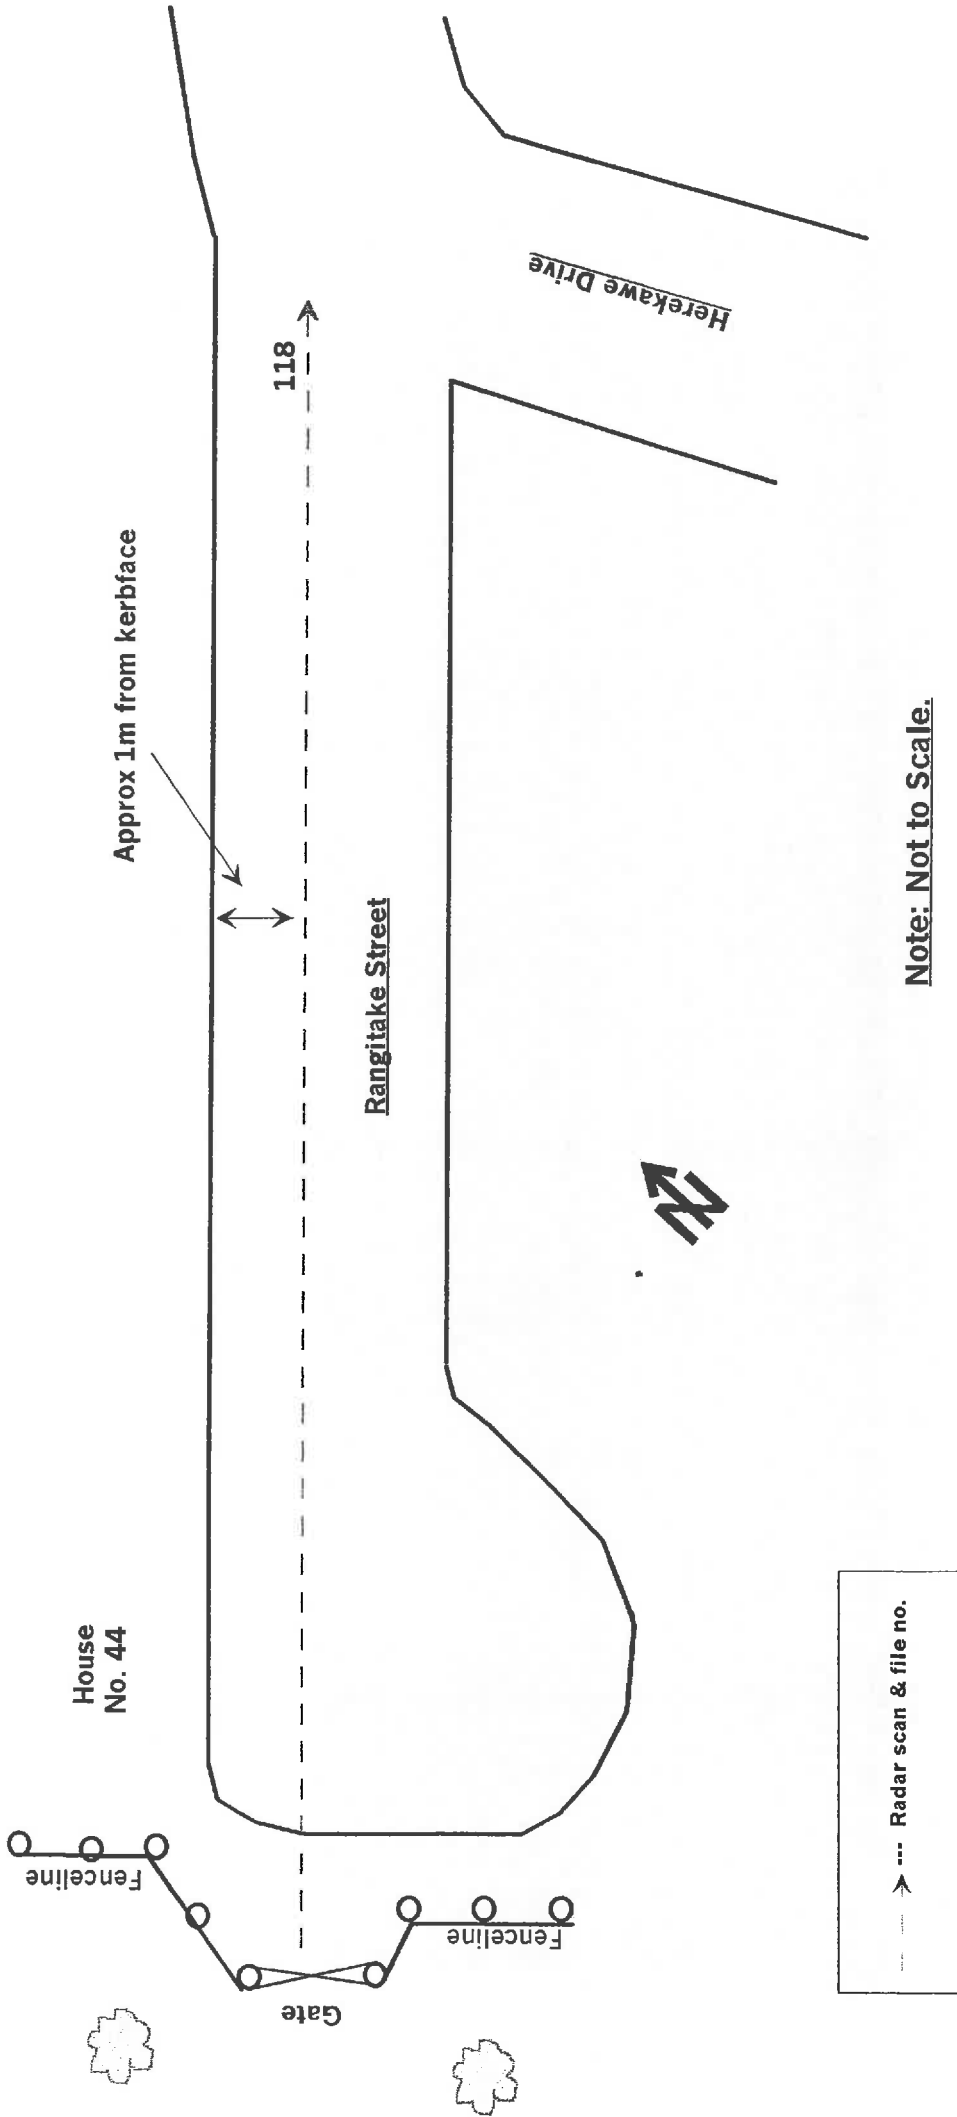 Approx 1m from kerbface
118
Herekawe Drive
Rangitake Street
House
No. 44
Fenceline
Gate
Fenceline
N
Note: Not to Scale.
--- Radar scan & file no.